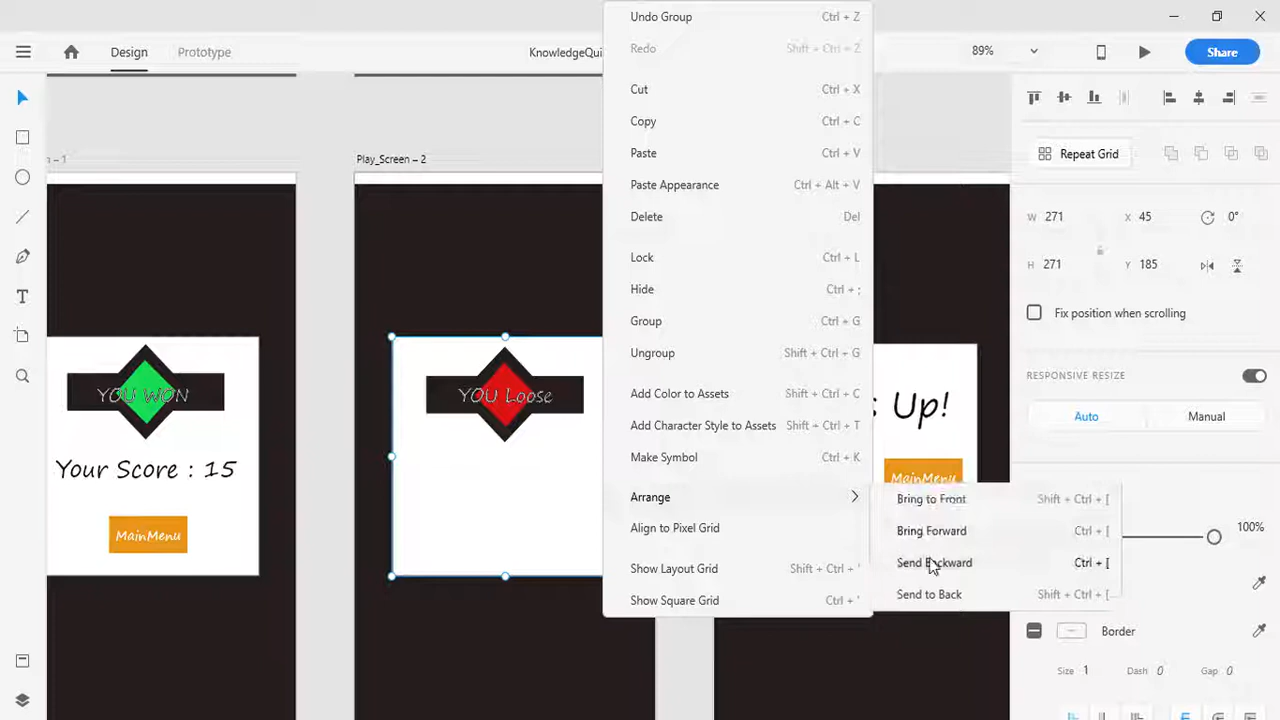 Design
Prototype
KnowledgeQui
89%
Share
Undo Group Ctrl + Z
Redo Shift + Ctrl + Z
Cut Ctrl + X
Copy Ctrl + C
Paste Ctrl + V
Paste Appearance Ctrl + Alt + V
Delete Del
Lock Ctrl + L
Hide Ctrl + ;
Group Ctrl + G
Ungroup Shift + Ctrl + G
Add Color to Assets Shift + Ctrl + C
Add Character Style to Assets Shift + Ctrl + T
Make Symbol Ctrl + K
Arrange
Align to Pixel Grid
Show Layout Grid Shift + Ctrl + '
Show Square Grid Ctrl + '
Bring to Front Shift + Ctrl + [
Bring Forward Ctrl + [
Send Backward Ctrl + [
Send to Back Shift + Ctrl + [
n – 1
YOU WON
Your Score : 15
MainMenu
Play_Screen – 2
YOU Loose
s Up!
MainMenu
Repeat Grid
W 271 X 45 0°
H 271 Y 185
Fix position when scrolling
RESPONSIVE RESIZE
Auto Manual
100%
Border
Size 1 Dash 0 Gap 0